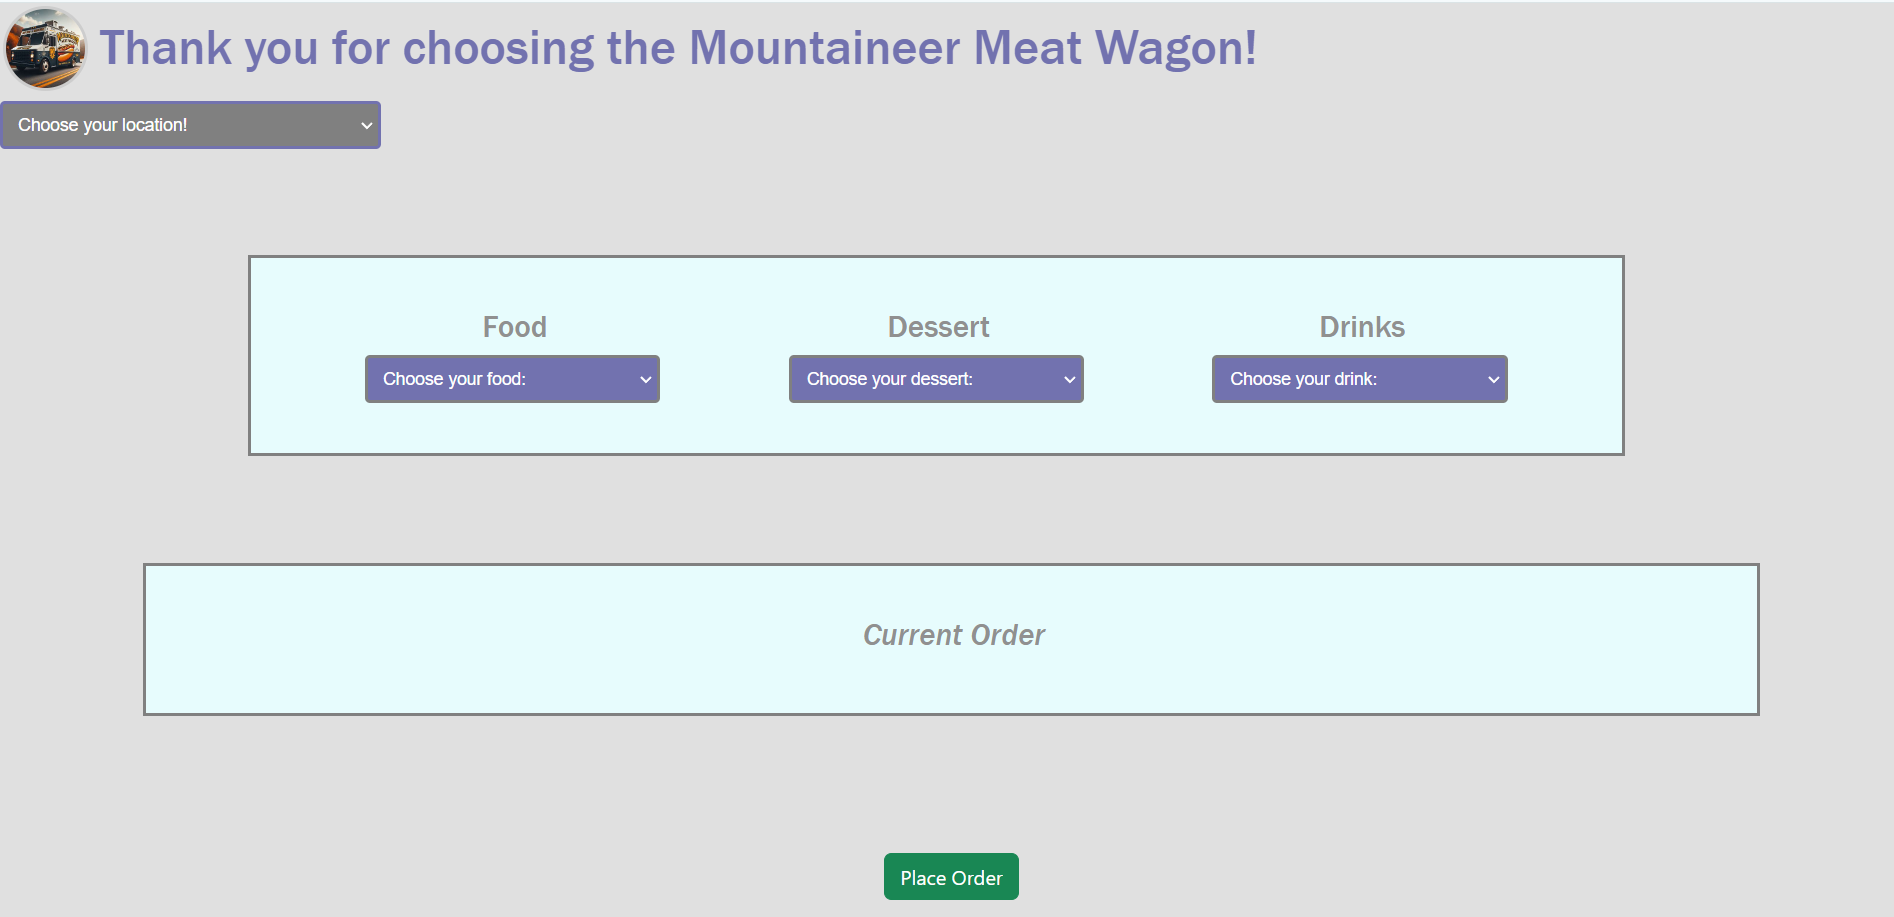 Thank you for choosing the Mountaineer Meat Wagon!
Choose your location!
Food
Dessert
Drinks
Choose your food:
Choose your dessert:
Choose your drink:
Current Order
Place Order